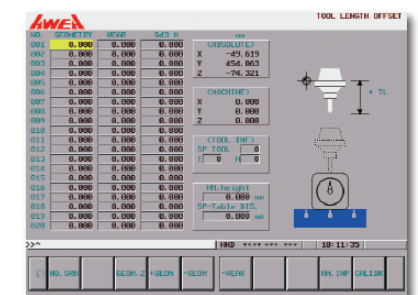 AWEA
TOOL LENGTH OFFSET
NO. GEOMETRY WEAR G43 H mm
001 0.000 0.000 0.000 (ABSOLUTE)
002 0.000 0.000 0.000 X -49.619
003 0.000 0.000 0.000 Y 454.063
004 0.000 0.000 0.000 Z -74.321
005 0.000 0.000 0.000
006 0.000 0.000 0.000 (MACHINE)
007 0.000 0.000 0.000 X 0.000
008 0.000 0.000 0.000 Y 0.000
009 0.000 0.000 0.000 Z 0.000
010 0.000 0.000 0.000
011 0.000 0.000 0.000 (TOOL INF)
012 0.000 0.000 0.000 SP TOOL 0
013 0.000 0.000 0.000 T 0 H 0
014 0.000 0.000 0.000
015 0.000 0.000 0.000
016 0.000 0.000 0.000 HM.height
017 0.000 0.000 0.000 0.000 mm
018 0.000 0.000 0.000 SP-Table DIS.
019 0.000 0.000 0.000 0.000 mm
020 0.000 0.000 0.000
+ TL
>>^
HND **** *** *** 18:11:35
NO.SRH GEOM.Z +GEOM =GEOM +WEAR HM.INP CALIBR